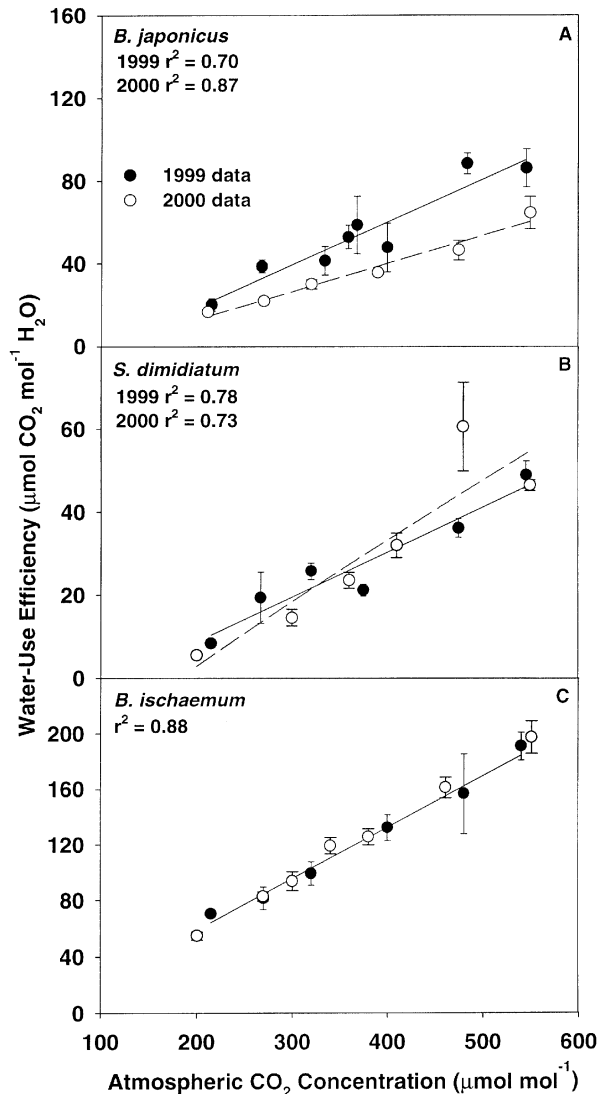 Water-Use Efficiency (μmol CO2 mol-1 H2O)
160
120
80
40
0
B. japonicus
A
1999 r2 = 0.70
2000 r2 = 0.87
1999 data
2000 data
60
40
20
0
S. dimidiatum
B
1999 r2 = 0.78
2000 r2 = 0.73
200
160
120
80
40
0
B. ischaemum
C
r2 = 0.88
100 200 300 400 500 600
Atmospheric CO2 Concentration (μmol mol-1)